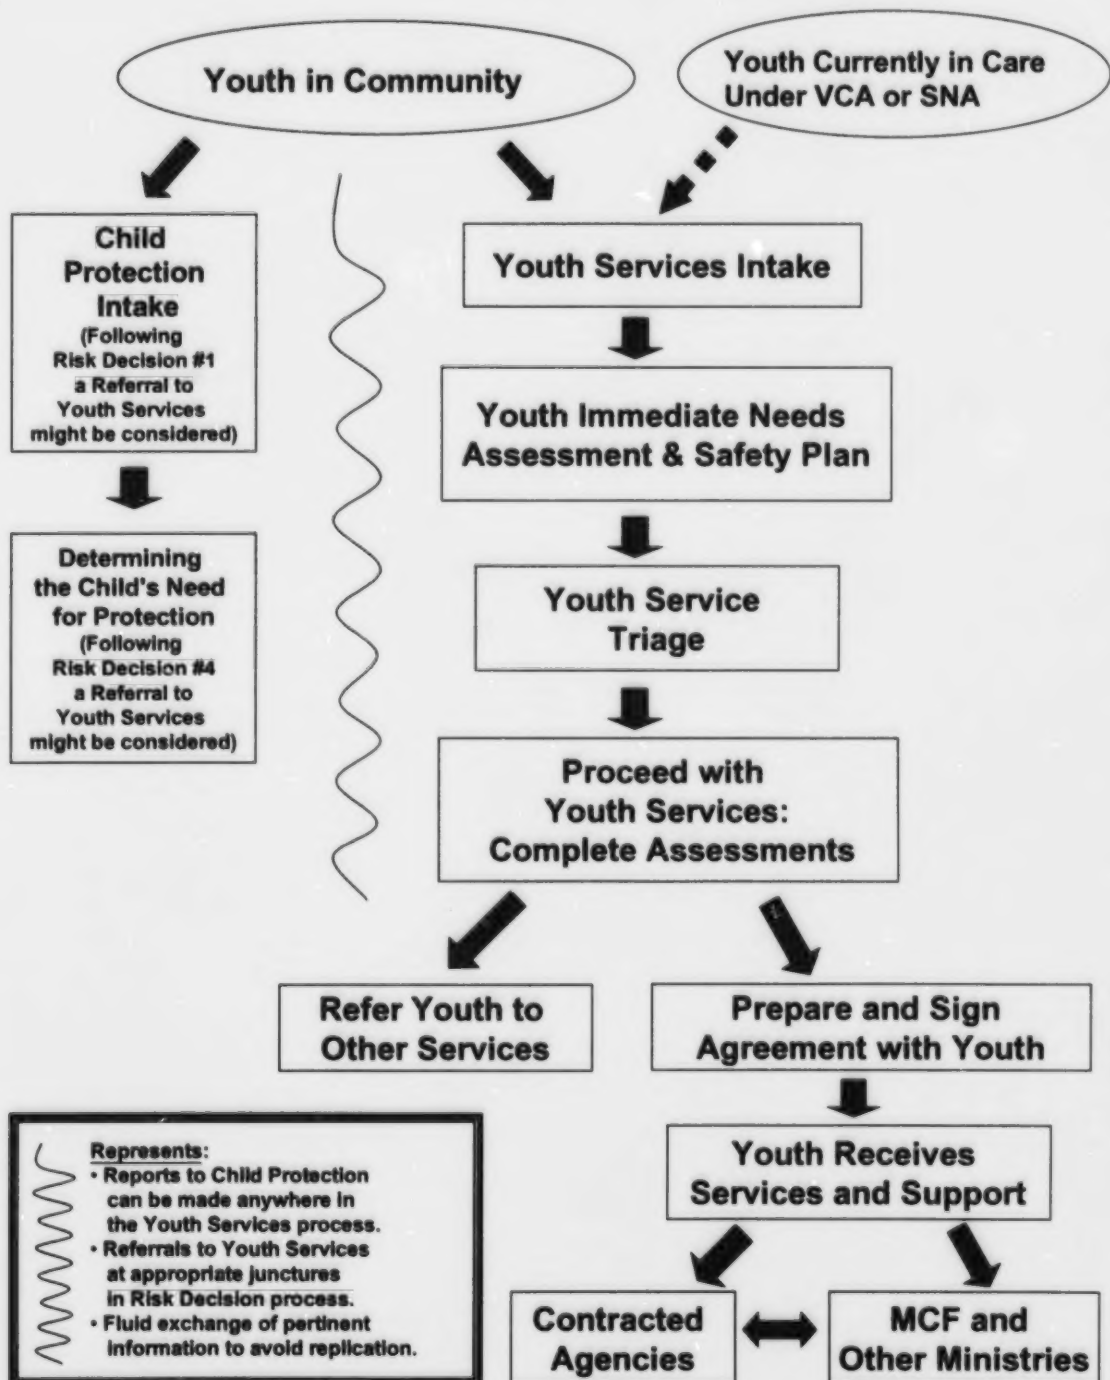 Youth in Community
Youth Currently in Care
Under VCA or SNA
Child
Protection
Intake
(Following
Risk Decision #1
a Referral to
Youth Services
might be considered)
Determining
the Child's Need
for Protection
(Following
Risk Decision #4
a Referral to
Youth Services
might be considered)
Youth Services Intake
Youth Immediate Needs
Assessment & Safety Plan
Youth Service
Triage
Proceed with
Youth Services:
Complete Assessments
Refer Youth to
Other Services
Prepare and Sign
Agreement with Youth
Youth Receives
Services and Support
Contracted
Agencies
MCF and
Other Ministries
Represents:
• Reports to Child Protection
can be made anywhere in
the Youth Services process.
• Referrals to Youth Services
at appropriate junctures
in Risk Decision process.
• Fluid exchange of pertinent
information to avoid replication.